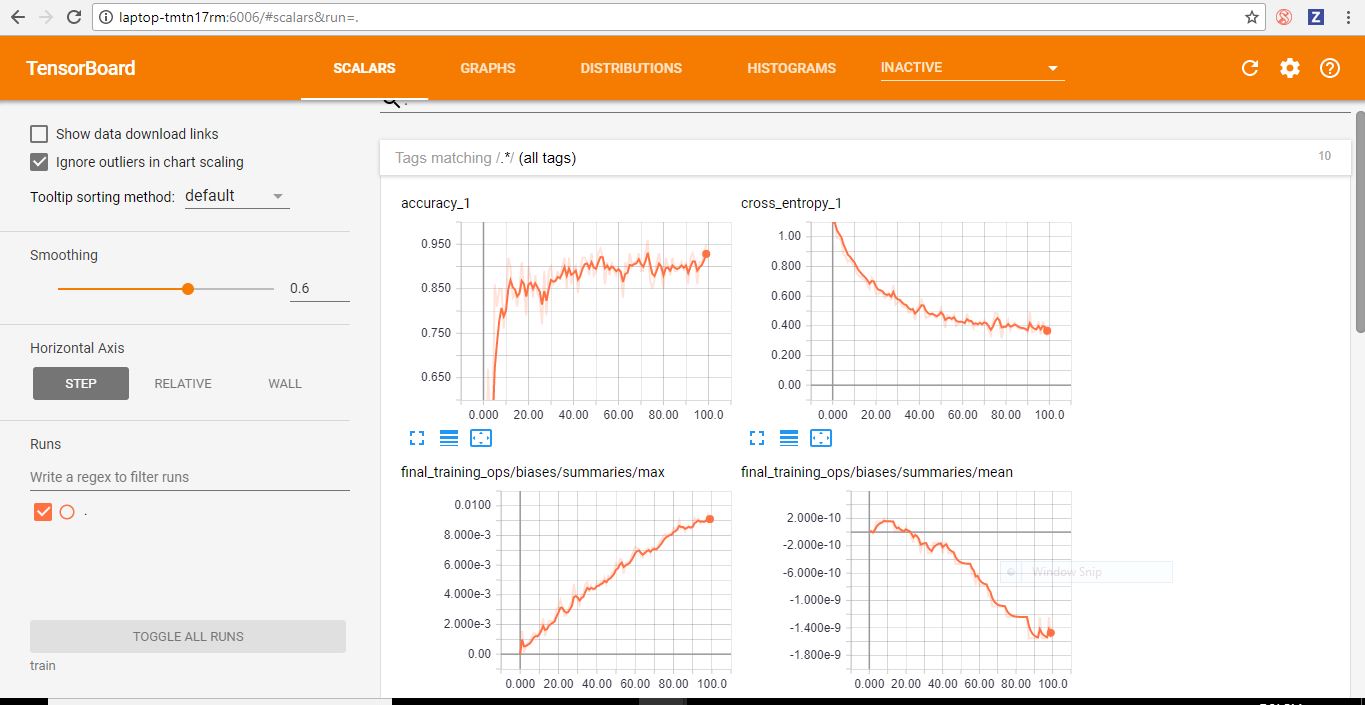 laptop-tmtn17rm:6006/#scalars&run=.
Z
TensorBoard
SCALARS
GRAPHS
DISTRIBUTIONS
HISTOGRAMS
INACTIVE
Show data download links
Ignore outliers in chart scaling
Tooltip sorting method: default
Smoothing
0.6
Horizontal Axis
STEP
RELATIVE
WALL
Runs
Write a regex to filter runs
.
TOGGLE ALL RUNS
train
Tags matching /.*/ (all tags)
10
accuracy_1
0.950
0.850
0.750
0.650
0.000 20.00 40.00 60.00 80.00 100.0
cross_entropy_1
1.00
0.800
0.600
0.400
0.200
0.00
0.000 20.00 40.00 60.00 80.00 100.0
final_training_ops/biases/summaries/max
0.0100
8.000e-3
6.000e-3
4.000e-3
2.000e-3
0.00
0.000 20.00 40.00 60.00 80.00 100.0
final_training_ops/biases/summaries/mean
2.000e-10
-2.000e-10
-6.000e-10
-1.000e-9
-1.400e-9
-1.800e-9
0.000 20.00 40.00 60.00 80.00 100.0
Window Snip